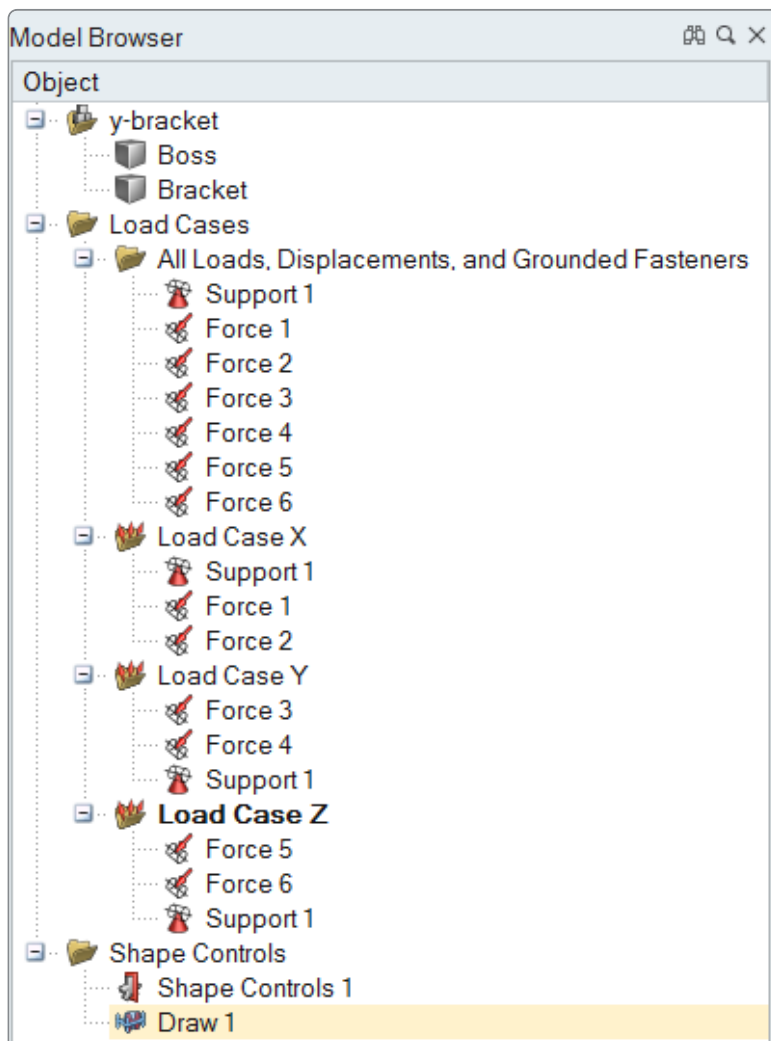 Model Browser
Object
y-bracket
Boss
Bracket
Load Cases
All Loads, Displacements, and Grounded Fasteners
Support 1
Force 1
Force 2
Force 3
Force 4
Force 5
Force 6
Load Case X
Support 1
Force 1
Force 2
Load Case Y
Force 3
Force 4
Support 1
Load Case Z
Force 5
Force 6
Support 1
Shape Controls
Shape Controls 1
Draw 1